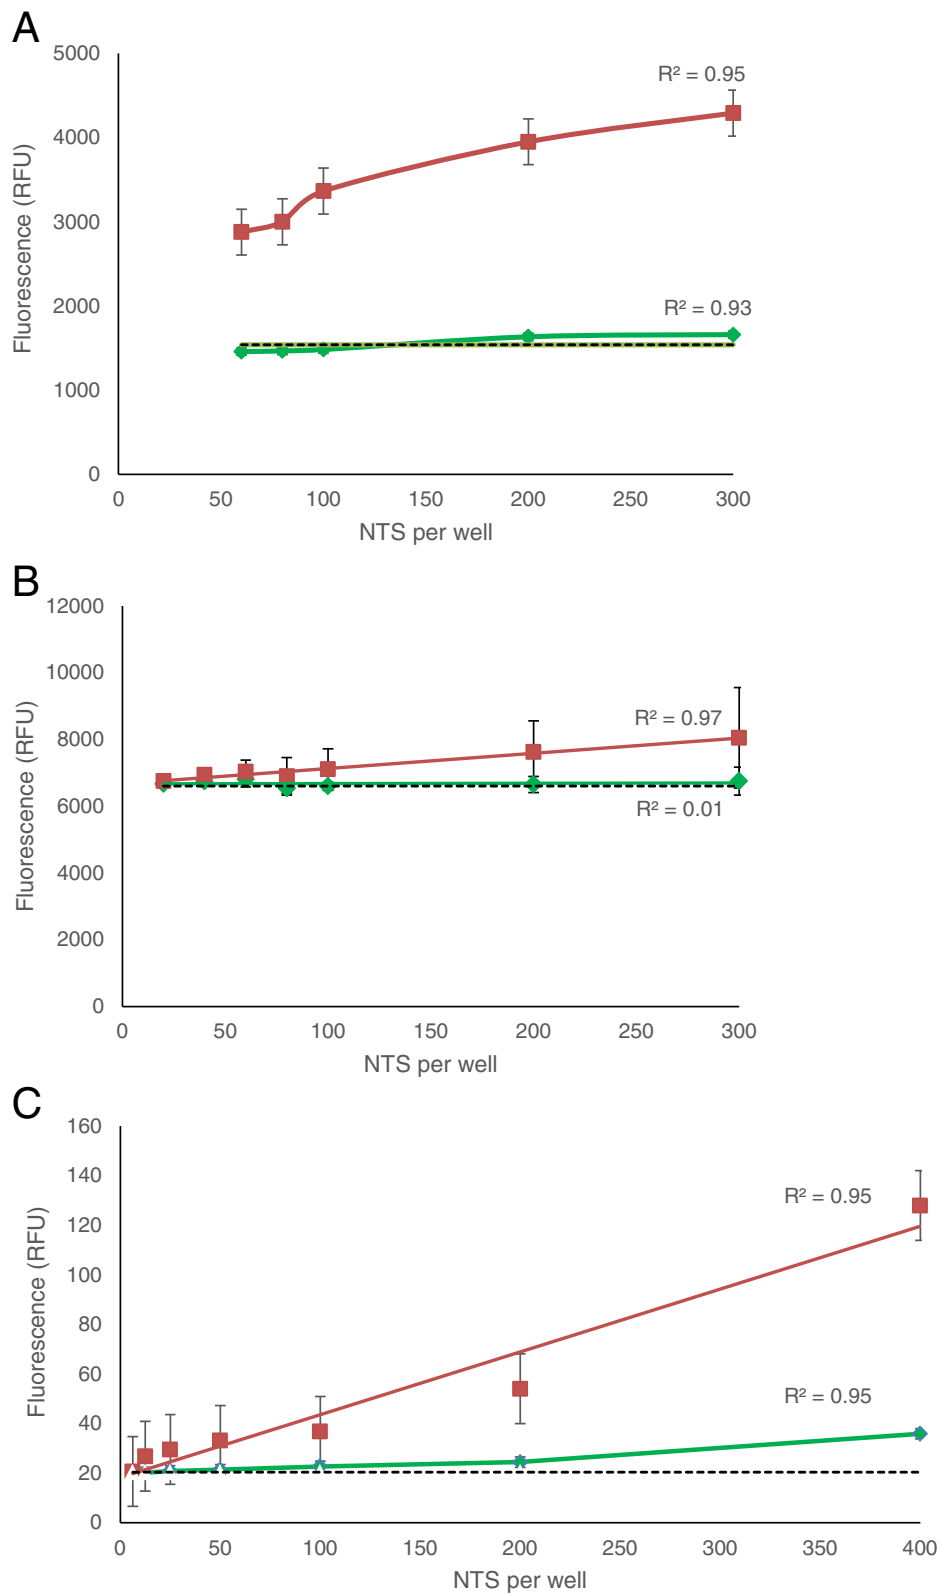 A
5000
4000
3000
2000
1000
0
Fluorescence (RFU)
R² = 0.95
R² = 0.93
0 50 100 150 200 250 300
NTS per well
B
12000
10000
8000
6000
4000
2000
0
Fluorescence (RFU)
R² = 0.97
R² = 0.01
0 50 100 150 200 250 300
NTS per well
C
160
140
120
100
80
60
40
20
0
Fluorescence (RFU)
R² = 0.95
R² = 0.95
0 50 100 150 200 250 300 350 400
NTS per well